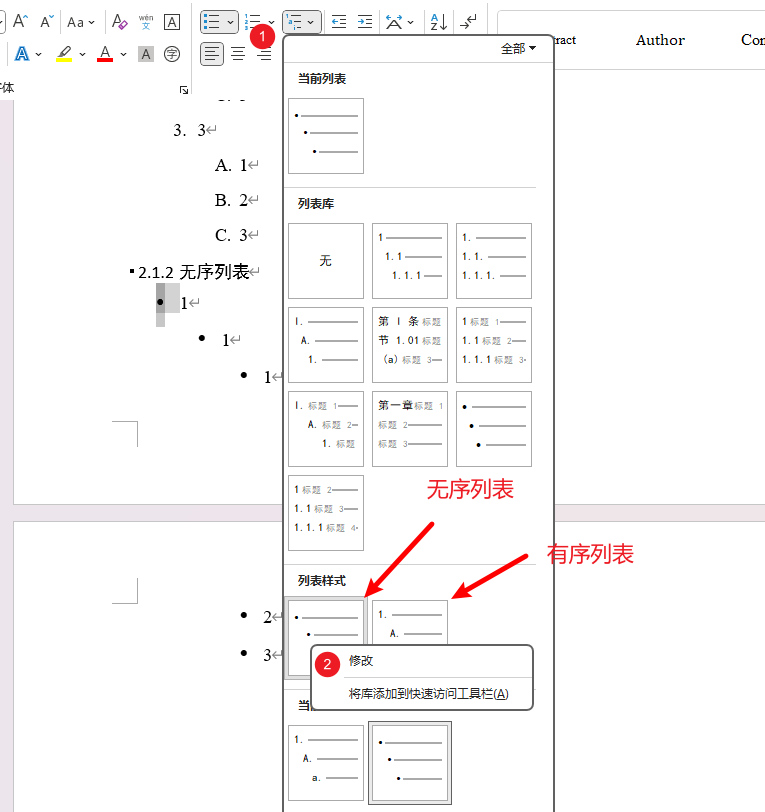 Aa
wén
文
A
A
Z
ract
Author
Con
A
A
A
字
1
字体
全部
当前列表
3. 3
A. 1
B. 2
C. 3
2.1.2 无序列表
1
1
1
列表库
无
1
1.1
1.1.1
1.
1.1.
1.1.1.
I.
A.
1.
第 I 条 标题
节 1.01 标题
(a) 标题 3
1 标题 1
1.1 标题 2
1.1.1 标题 3
I. 标题 1
A. 标题 2
1. 标题
第一章 标题 1
标题 2
标题 3
1 标题 2
1.1 标题 3
1.1.1 标题 4
无序列表
有序列表
列表样式
1.
A.
2
3
2
修改
将库添加到快速访问工具栏(A)
1.
A.
a.